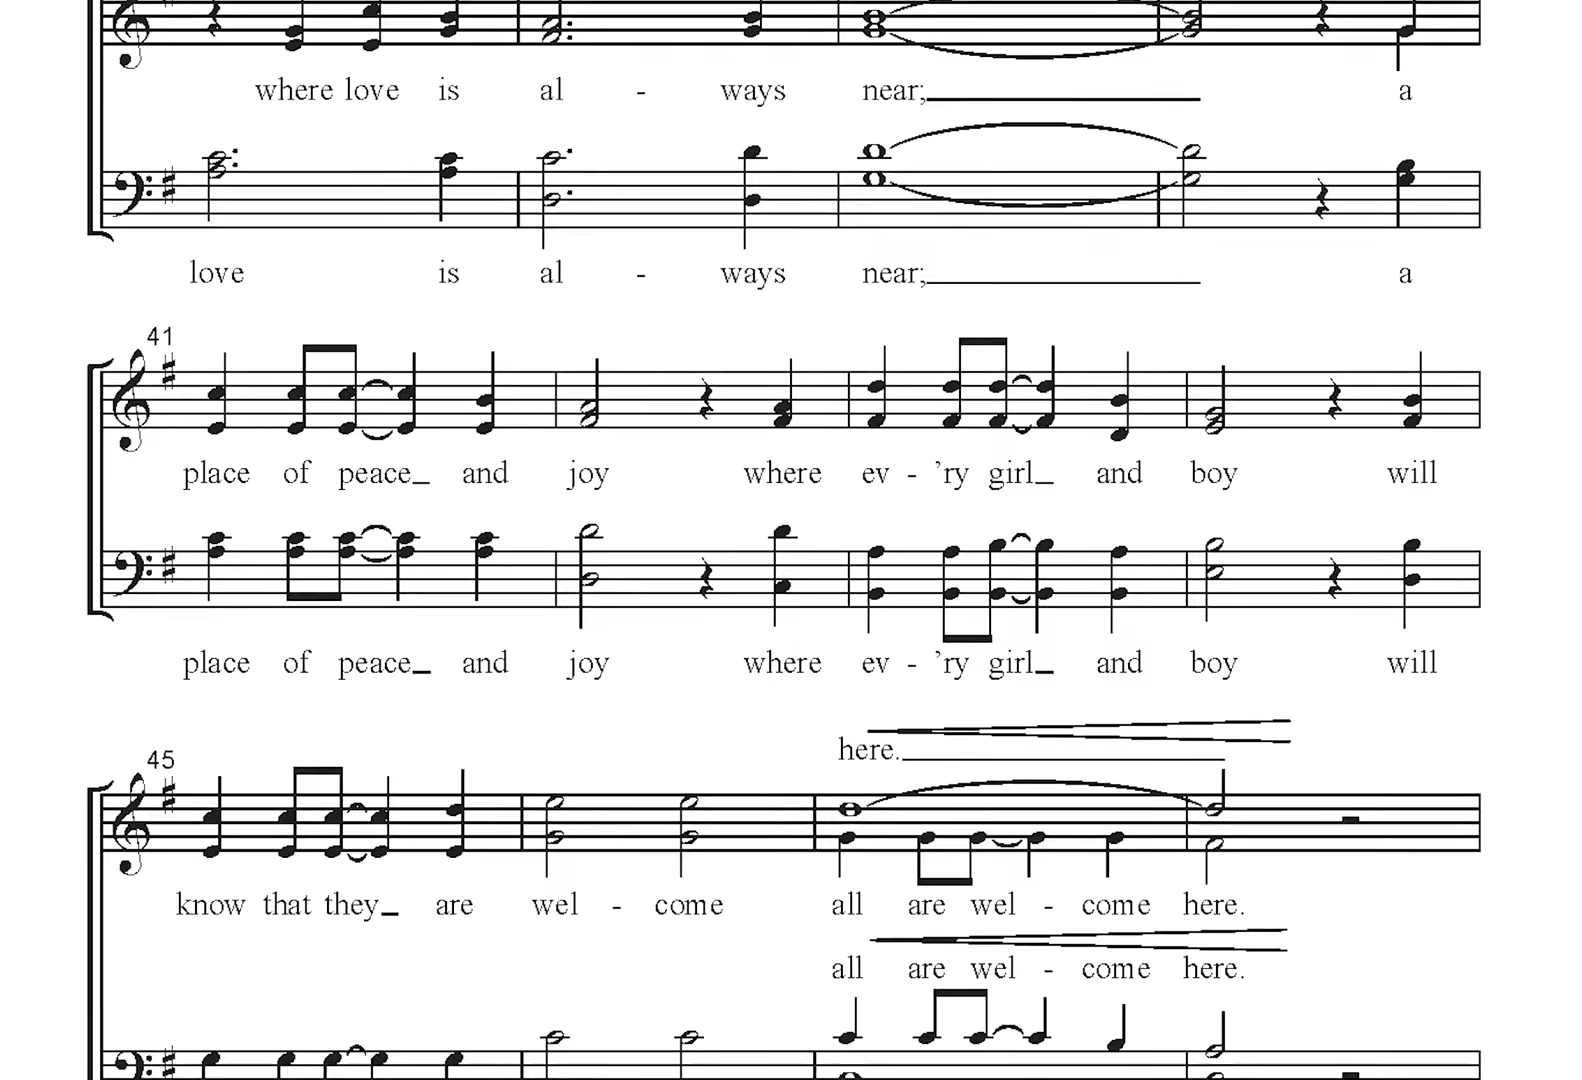 where love is al - ways near; a
love is al - ways near; a
41
place of peace and joy where ev - 'ry girl and boy will
place of peace and joy where ev - 'ry girl and boy will
here.
45
know that they are wel - come all are wel - come here.
all are wel - come here.